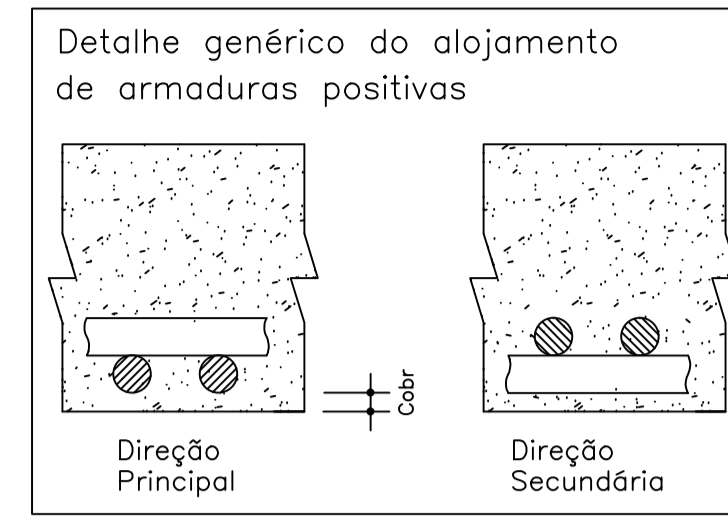 Detalhe genérico do alojamento
de armaduras positivas
Cobr
Direção
Principal
Direção
Secundária